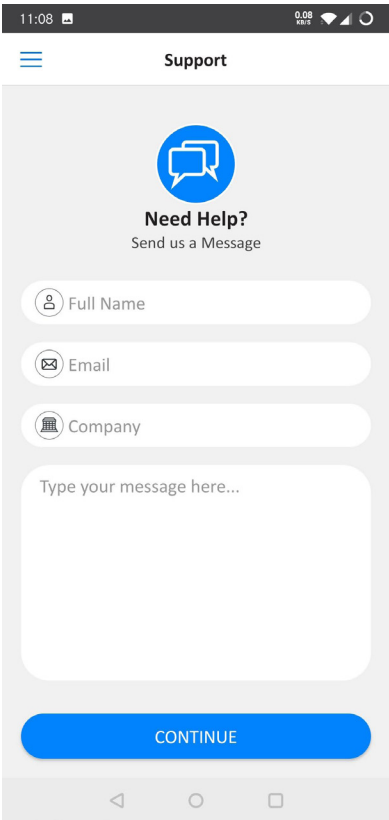 11:08
0.08
KB/S
Support
Need Help?
Send us a Message
Full Name
Email
Company
Type your message here...
CONTINUE